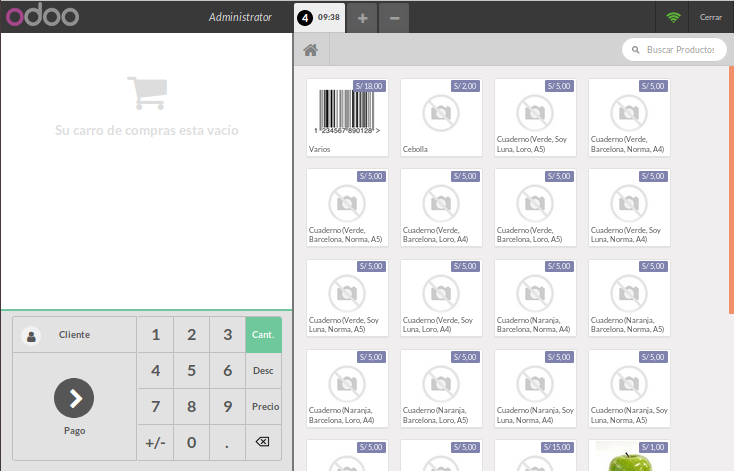 odoo
Administrator
4 09:38
+
−
Cerrar
Su carro de compras esta vacío
Cliente
Pago
1 2 3 Cant.
4 5 6 Desc
7 8 9 Precio
+/- 0 .
Buscar Productos
S/ 18,00
1 234567 890128 >
Varios
S/ 2,00
Cebolla
S/ 5,00
Cuaderno (Verde, Soy
Luna, Loro, A5)
S/ 5,00
Cuaderno (Verde,
Barcelona, Norma, A4)
S/ 5,00
Cuaderno (Verde,
Barcelona, Norma, A5)
S/ 5,00
Cuaderno (Verde,
Barcelona, Loro, A4)
S/ 5,00
Cuaderno (Verde,
Barcelona, Loro, A5)
S/ 5,00
Cuaderno (Verde, Soy
Luna, Norma, A4)
S/ 5,00
Cuaderno (Verde, Soy
Luna, Norma, A5)
S/ 5,00
Cuaderno (Verde, Soy
Luna, Loro, A4)
S/ 5,00
Cuaderno (Naranja,
Barcelona, Norma, A4)
S/ 5,00
Cuaderno (Naranja,
Barcelona, Norma, A5)
S/ 5,00
Cuaderno (Naranja,
Barcelona, Loro, A4)
S/ 5,00
Cuaderno (Naranja,
Barcelona, Loro, A5)
S/ 5,00
Cuaderno (Naranja, Soy
Luna, Norma, A4)
S/ 5,00
Cuaderno (Naranja, Soy
Luna, Norma, A5)
S/ 5,00
S/ 5,00
S/ 15,00
S/ 1,00